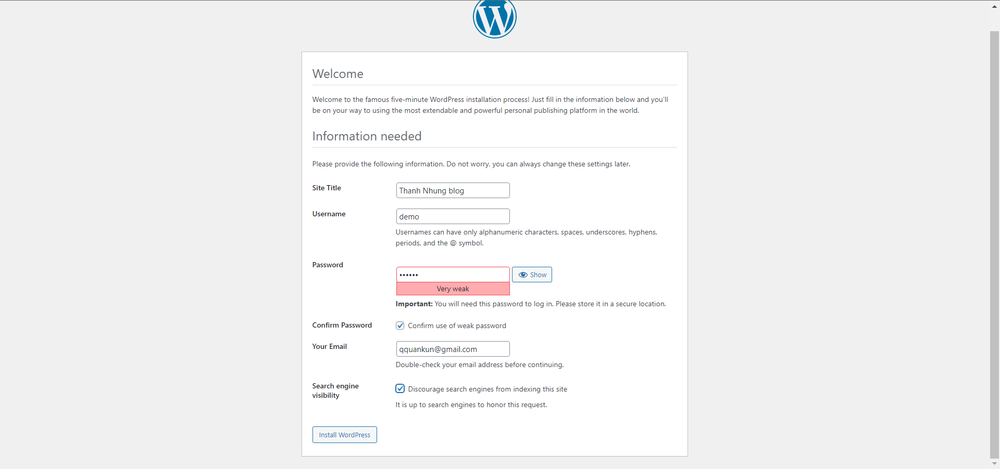 Welcome
Welcome to the famous five-minute WordPress installation process! Just fill in the information below and you’ll
be on your way to using the most extendable and powerful personal publishing platform in the world.
Information needed
Please provide the following information. Do not worry, you can always change these settings later.
Site Title
Thanh Nhung blog
Username
demo
Usernames can have only alphanumeric characters, spaces, underscores, hyphens,
periods, and the @ symbol.
Password
••••••
Show
Very weak
Important: You will need this password to log in. Please store it in a secure location.
Confirm Password
Confirm use of weak password
Your Email
qquankun@gmail.com
Double-check your email address before continuing.
Search engine
visibility
Discourage search engines from indexing this site
It is up to search engines to honor this request.
Install WordPress